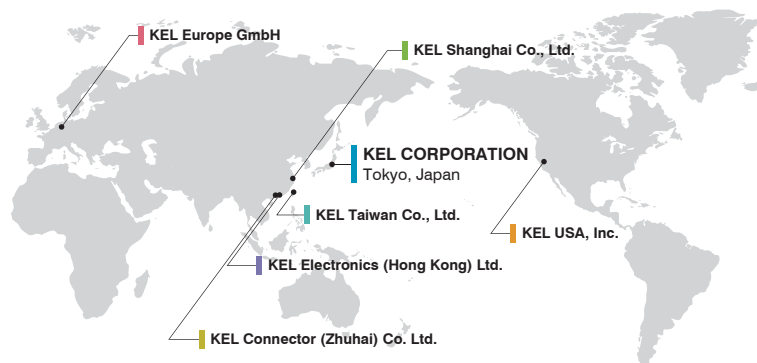 KEL Europe GmbH
KEL Shanghai Co., Ltd.
KEL CORPORATION
Tokyo, Japan
KEL Taiwan Co., Ltd.
KEL USA, Inc.
KEL Electronics (Hong Kong) Ltd.
KEL Connector (Zhuhai) Co. Ltd.